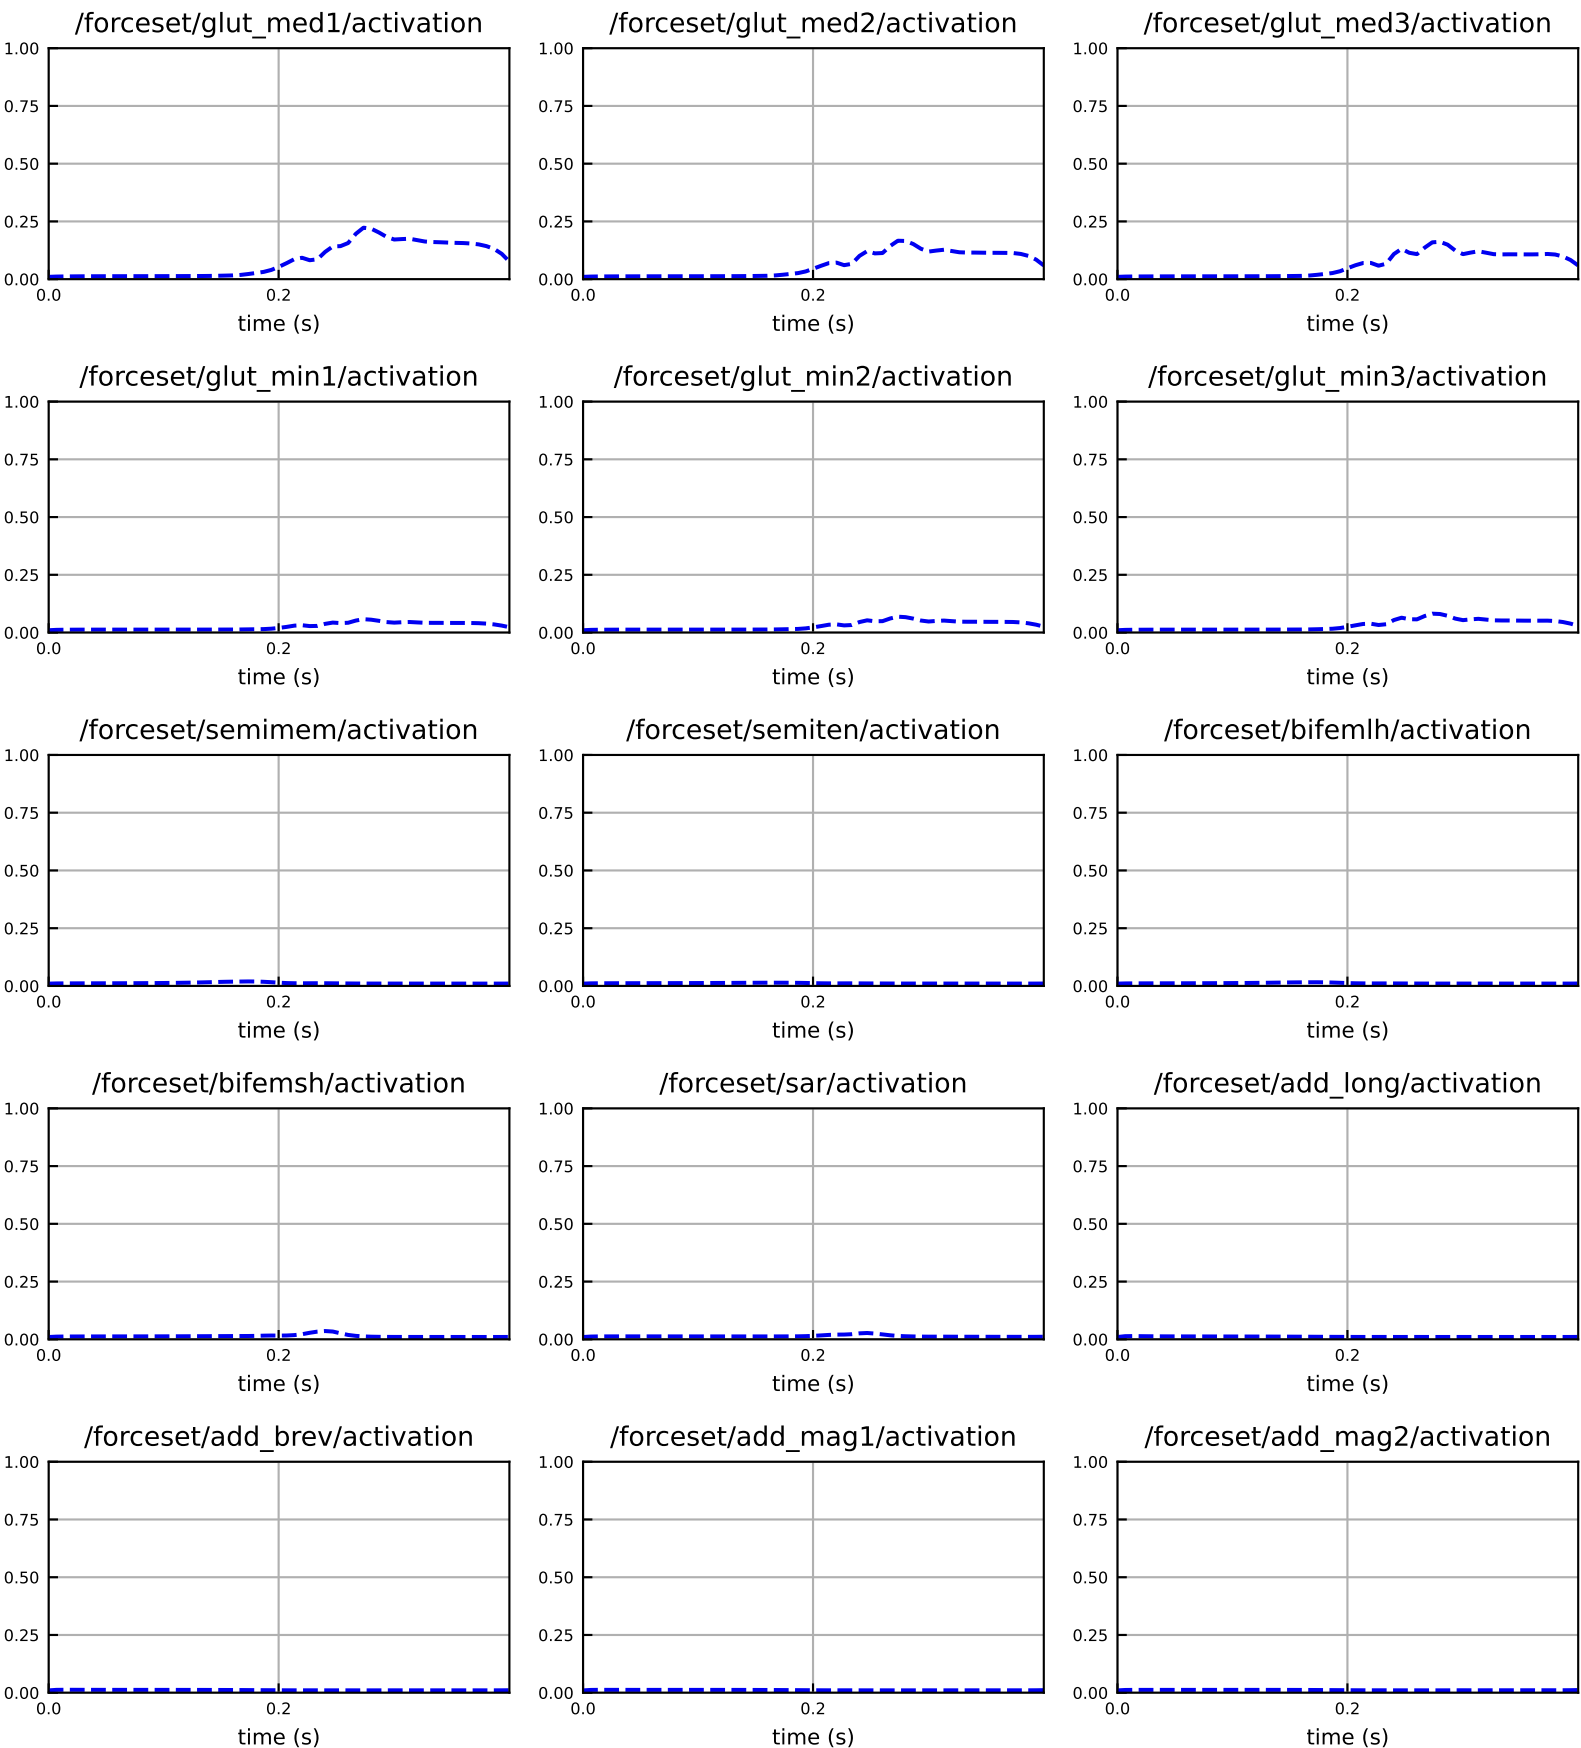 /forceset/glut_med1/activation /forceset/glut_med2/activation /forceset/glut_med3/activation
1.00 1.00 1.00
0.75 0.75 0.75
0.50 0.50 0.50
0.25 0.25 0.25
0.00 0.00 0.00
0.0 0.2 0.0 0.2 0.0 0.2
time (s) time (s) time (s)
/forceset/glut_min1/activation /forceset/glut_min2/activation /forceset/glut_min3/activation
1.00 1.00 1.00
0.75 0.75 0.75
0.50 0.50 0.50
0.25 0.25 0.25
0.00 0.00 0.00
0.0 0.2 0.0 0.2 0.0 0.2
time (s) time (s) time (s)
/forceset/semimem/activation /forceset/semiten/activation /forceset/bifemlh/activation
1.00 1.00 1.00
0.75 0.75 0.75
0.50 0.50 0.50
0.25 0.25 0.25
0.00 0.00 0.00
0.0 0.2 0.0 0.2 0.0 0.2
time (s) time (s) time (s)
/forceset/bifemsh/activation /forceset/sar/activation /forceset/add_long/activation
1.00 1.00 1.00
0.75 0.75 0.75
0.50 0.50 0.50
0.25 0.25 0.25
0.00 0.00 0.00
0.0 0.2 0.0 0.2 0.0 0.2
time (s) time (s) time (s)
/forceset/add_brev/activation /forceset/add_mag1/activation /forceset/add_mag2/activation
1.00 1.00 1.00
0.75 0.75 0.75
0.50 0.50 0.50
0.25 0.25 0.25
0.00 0.00 0.00
0.0 0.2 0.0 0.2 0.0 0.2
time (s) time (s) time (s)